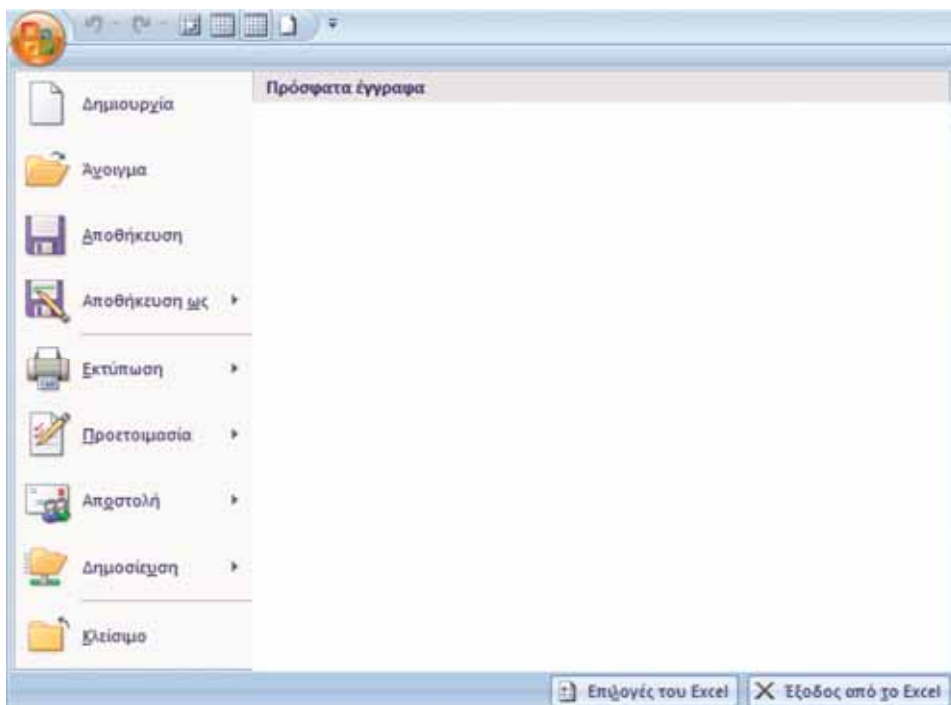 Πρόσφατα έγγραφα
Δημιουργία
Άνοιγμα
Αποθήκευση
Αποθήκευση ως
Εκτύπωση
Προετοιμασία
Αποστολή
Δημοσίευση
Κλείσιμο
Επιλογές του Excel
Έξοδος από το Excel